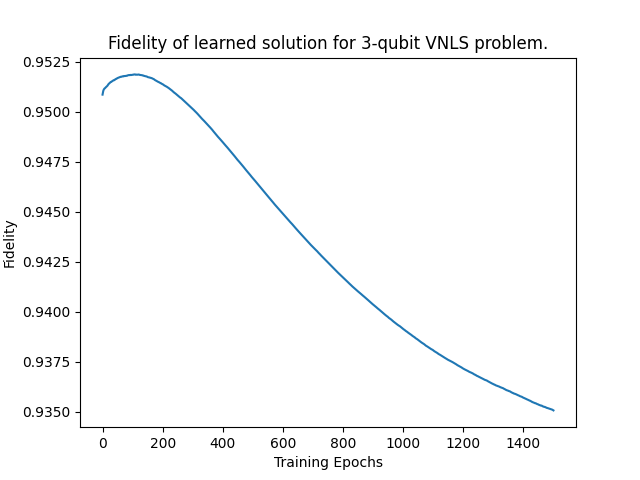 Fidelity of learned solution for 3-qubit VNLS problem.
0.9525
0.9500
0.9475
0.9450
0.9425
0.9400
0.9375
0.9350
Fidelity
0 200 400 600 800 1000 1200 1400
Training Epochs